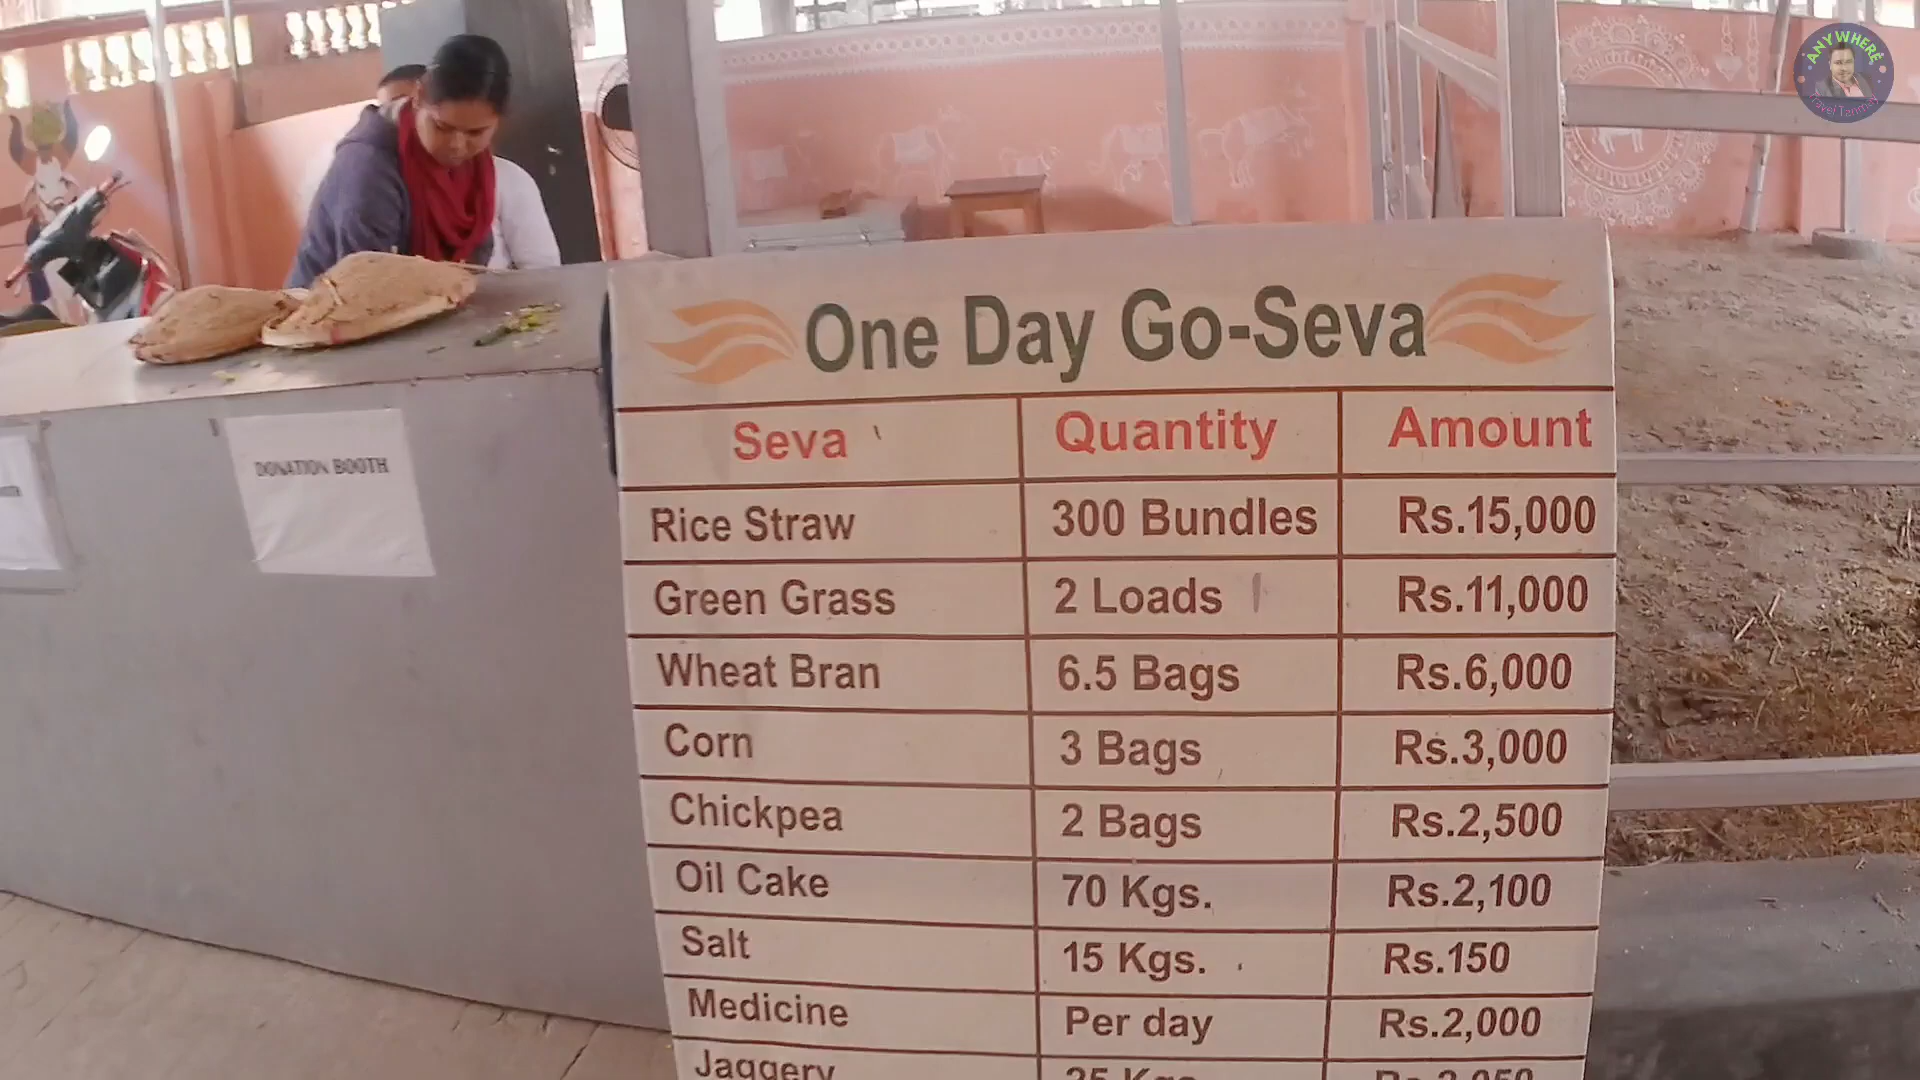 ANYWHERE
Travel Tanmay
DONATION BOOTH
One Day Go-Seva
Seva Quantity Amount
Rice Straw 300 Bundles Rs.15,000
Green Grass 2 Loads Rs.11,000
Wheat Bran 6.5 Bags Rs.6,000
Corn 3 Bags Rs.3,000
Chickpea 2 Bags Rs.2,500
Oil Cake 70 Kgs. Rs.2,100
Salt 15 Kgs. Rs.150
Medicine Per day Rs.2,000
Jaggery